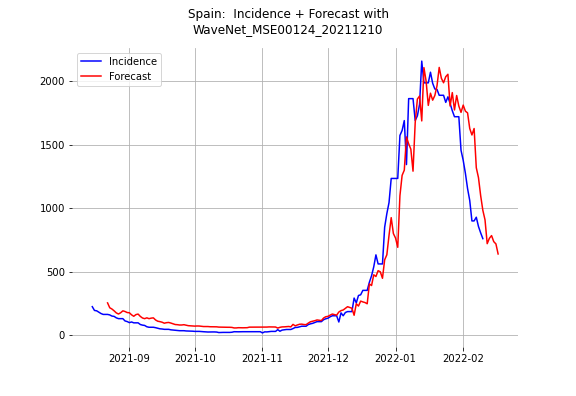 Spain:  Incidence + Forecast with
WaveNet_MSE00124_20211210
Incidence
Forecast
2000
1500
1000
500
0
2021-09
2021-10
2021-11
2021-12
2022-01
2022-02